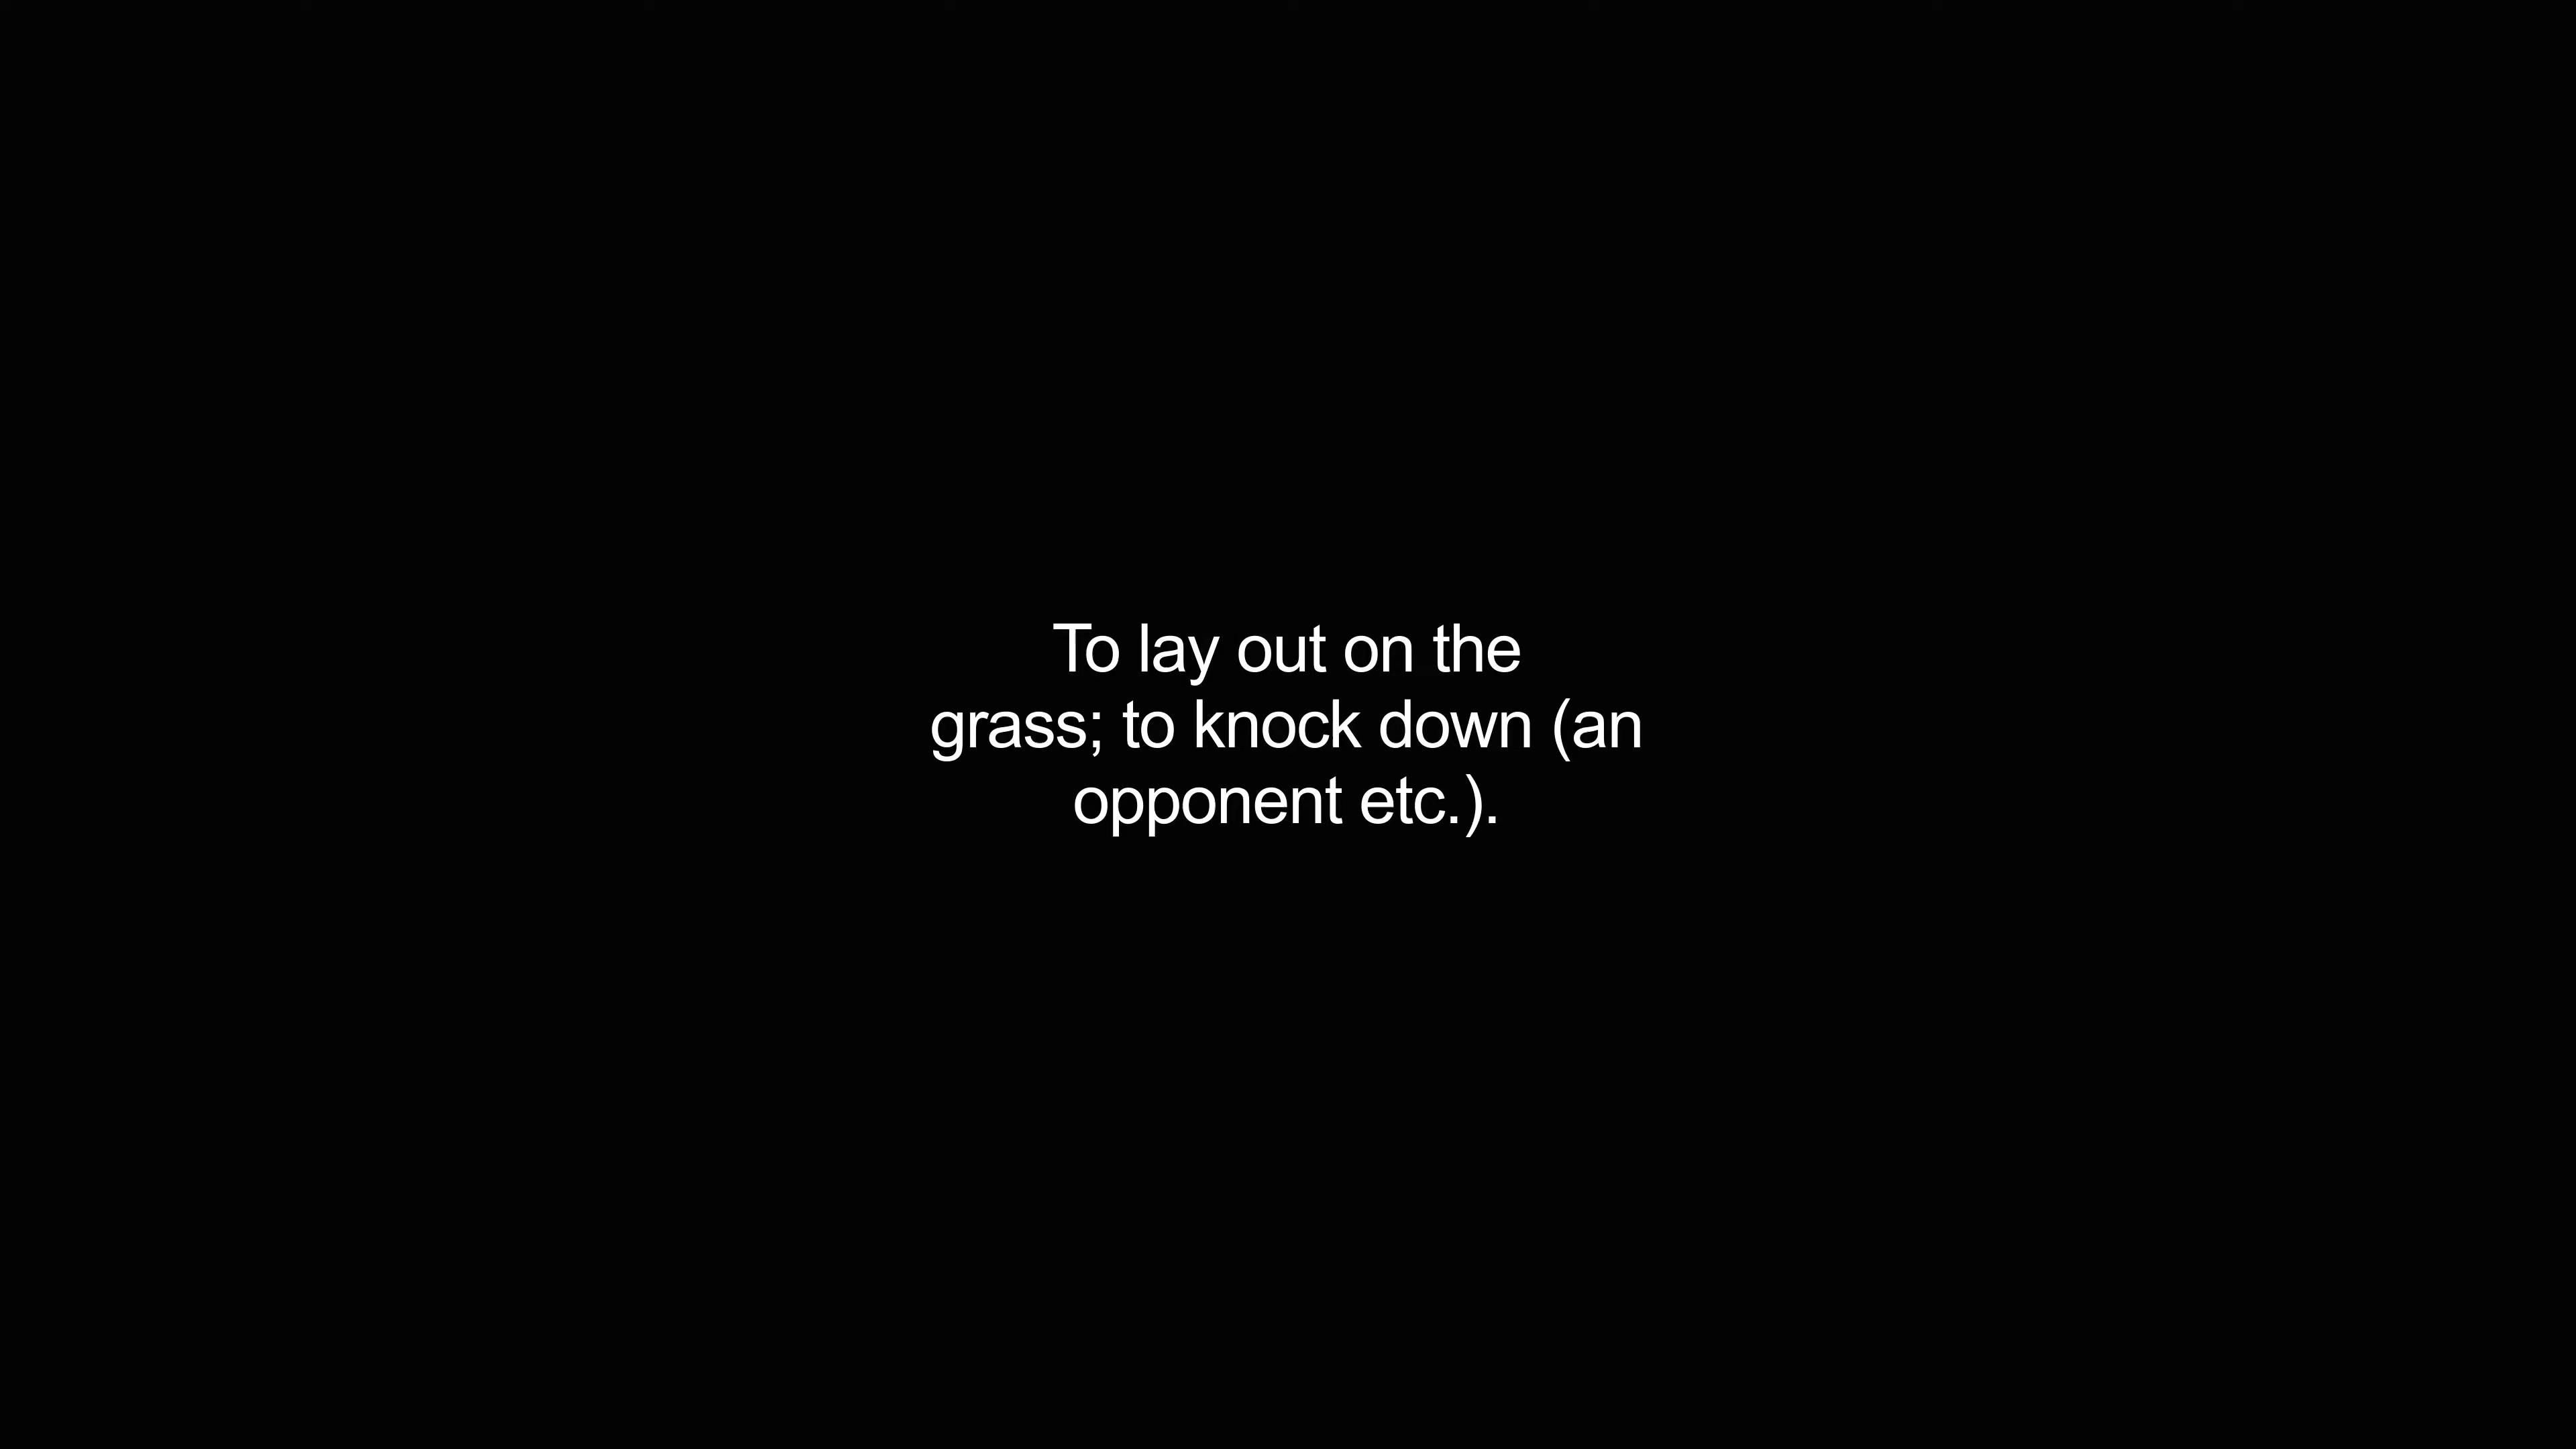 To lay out on the
grass; to knock down (an
opponent etc.).